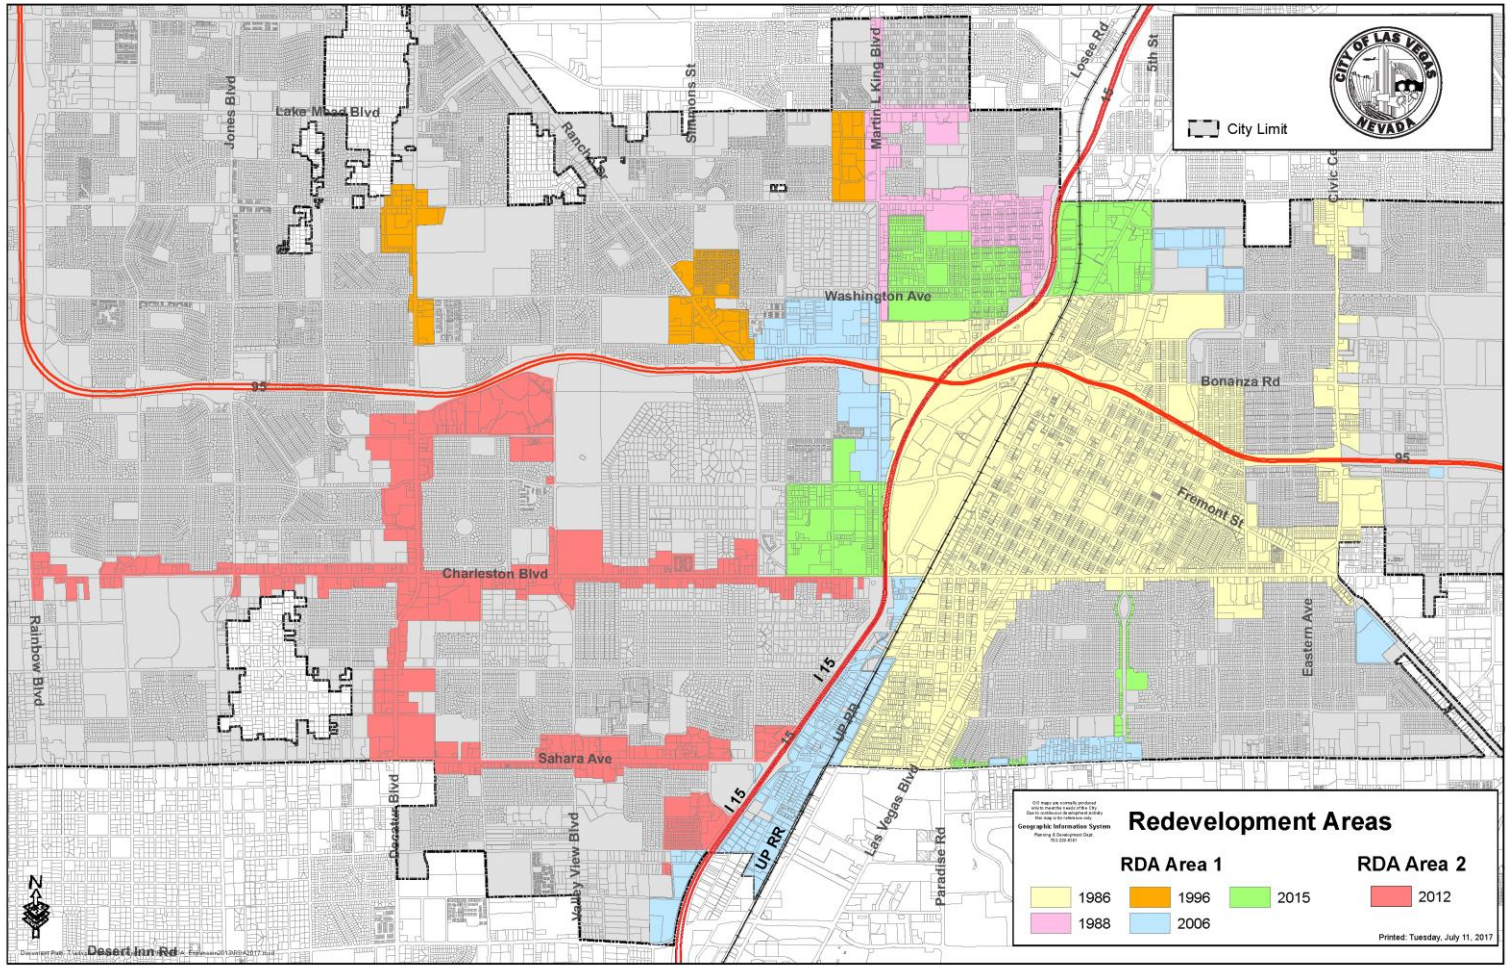 Losee Rd
5th St
Martin L King Blvd
CITY OF LAS VEGAS
NEVADA
City Limit
15
Simmons St
Jones Blvd
Lake Mead Blvd
Civic Ce
Washington Ave
Bonanza Rd
95
95
Fremont St
Charleston Blvd
Rainbow Blvd
Eastern Ave
I 15
15
UP RR
Sahara Ave
I 15
UP RR
Decatur Blvd
Valley View Blvd
Las Vegas Blvd
Paradise Rd
N
Desert Inn Rd
Geographic Information System
Planning & Development Dept.
Redevelopment Areas
RDA Area 1
RDA Area 2
1986
1996
2015
2012
1988
2006
Printed: Tuesday, July 11, 2017